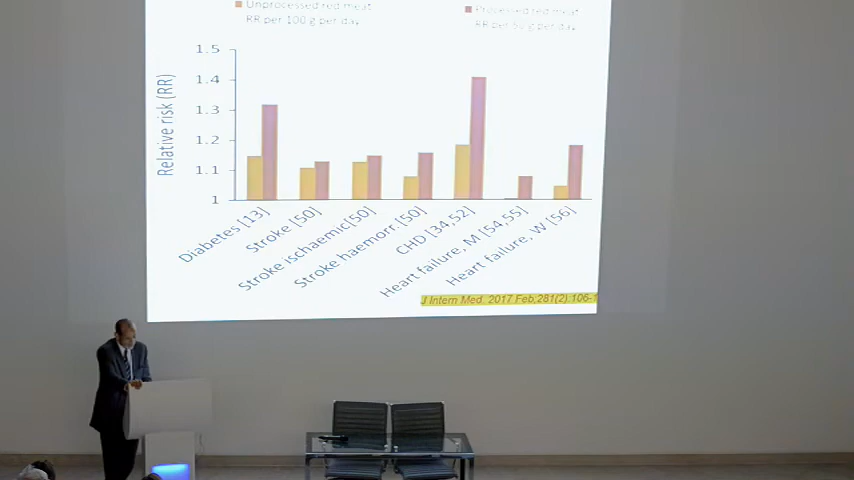 Unprocessed red meat
RR per 100 g per day
Processed red meat
RR per 50 g per day
1.5
1.4
1.3
1.2
1.1
1
Relative risk (RR)
Diabetes [13]
Stroke [50]
Stroke ischaemic[50]
Stroke haemorr.[50]
CHD [34,52]
Heart failure, M [54,55]
Heart failure, W [56]
J Intern Med. 2017 Feb;281(2):106-1